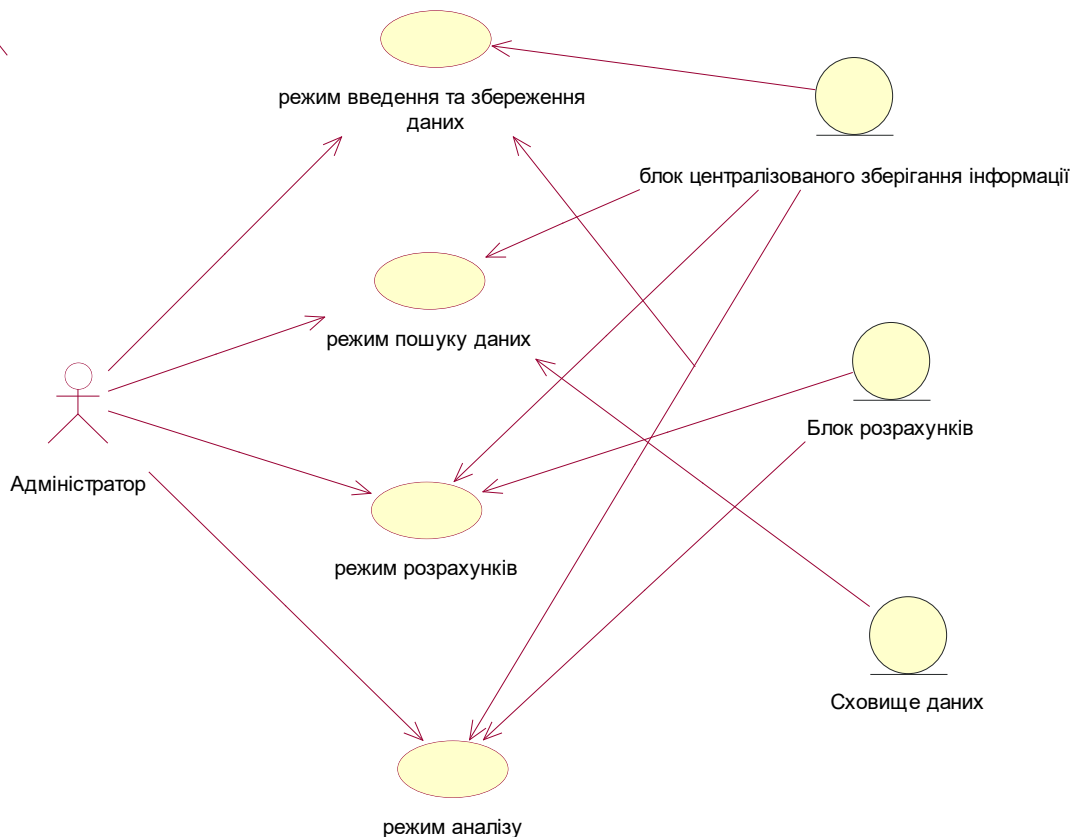 режим введення та збереження
даних
блок централізованого зберігання інформації
режим пошуку даних
Блок розрахунків
Адміністратор
режим розрахунків
Сховище даних
режим аналізу